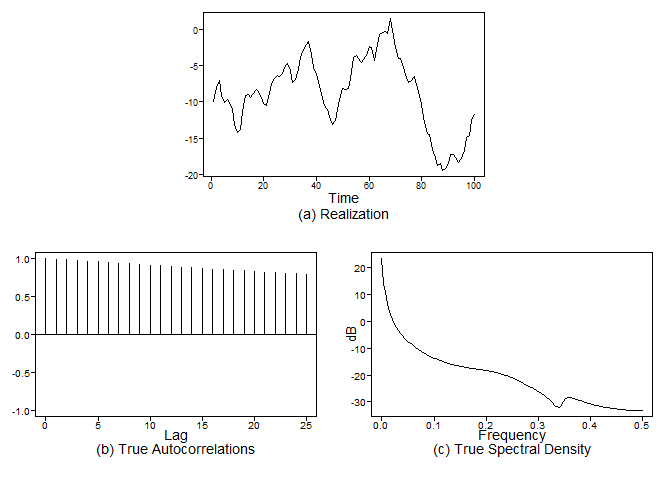 0
-5
-10
-15
-20
0 20 40 60 80 100
Time
(a) Realization
1.0
0.5
0.0
-0.5
-1.0
0 5 10 15 20 25
Lag
(b) True Autocorrelations
dB
20
10
0
-10
-20
-30
0.0 0.1 0.2 0.3 0.4 0.5
Frequency
(c) True Spectral Density